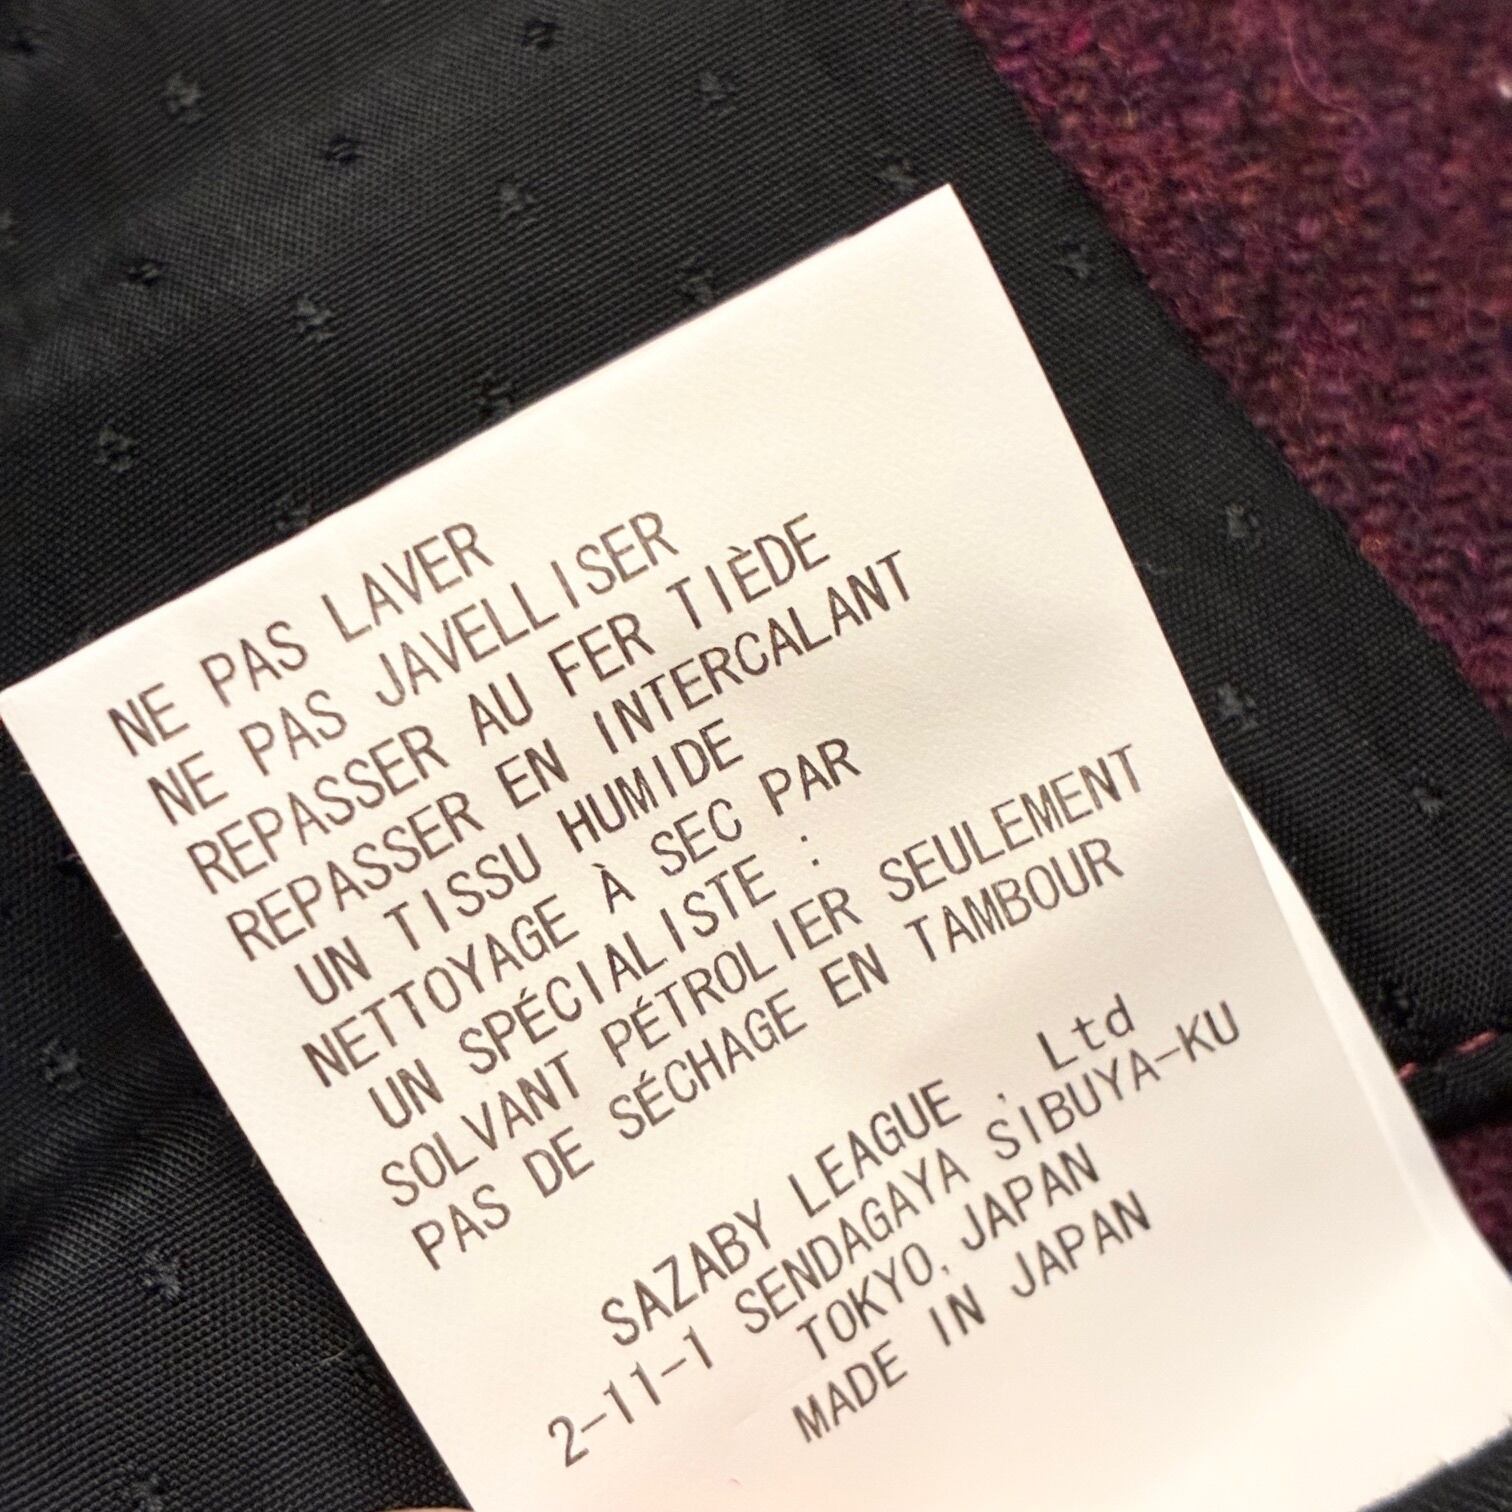 NE PAS LAVER
NE PAS JAVELLISER
REPASSER AU FER TIÈDE
REPASSER EN INTERCALANT
UN TISSU HUMIDE
NETTOYAGE À SEC PAR
UN SPÉCIALISTE :
SOLVANT PÉTROLIER SEULEMENT
PAS DE SÉCHAGE EN TAMBOUR
SAZABY LEAGUE , Ltd
2-11-1 SENDAGAYA SIBUYA-KU
TOKYO, JAPAN
MADE IN JAPAN